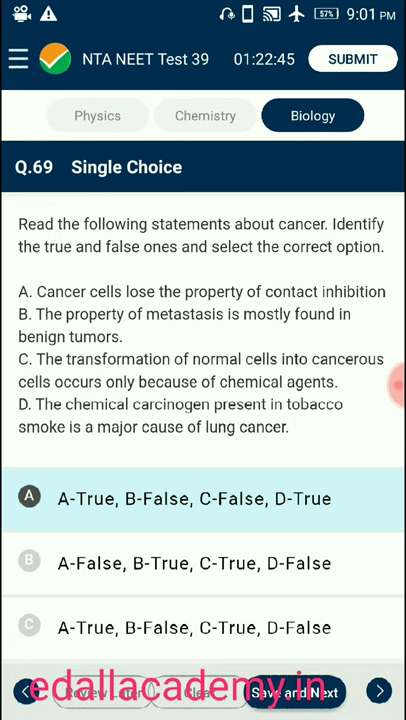 57% 9:01 PM
NTA NEET Test 39 01:22:45 SUBMIT
Physics Chemistry Biology
Q.69 Single Choice
Read the following statements about cancer. Identify
the true and false ones and select the correct option.
A. Cancer cells lose the property of contact inhibition
B. The property of metastasis is mostly found in
benign tumors.
C. The transformation of normal cells into cancerous
cells occurs only because of chemical agents.
D. The chemical carcinogen present in tobacco
smoke is a major cause of lung cancer.
A A-True, B-False, C-False, D-True
B A-False, B-True, C-True, D-False
C A-True, B-False, C-True, D-False
Review Later Clear Save and Next
edallacademy.in